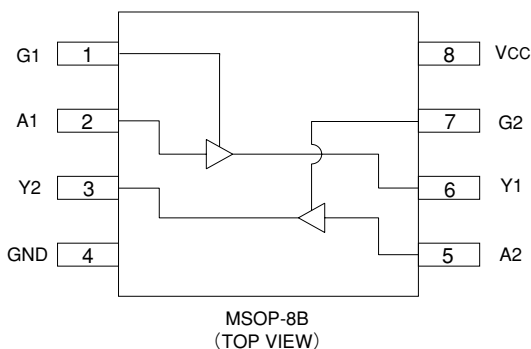 G1 1 8 VCC
A1 2 7 G2
Y2 3 6 Y1
GND 4 5 A2
MSOP-8B
(TOP VIEW)